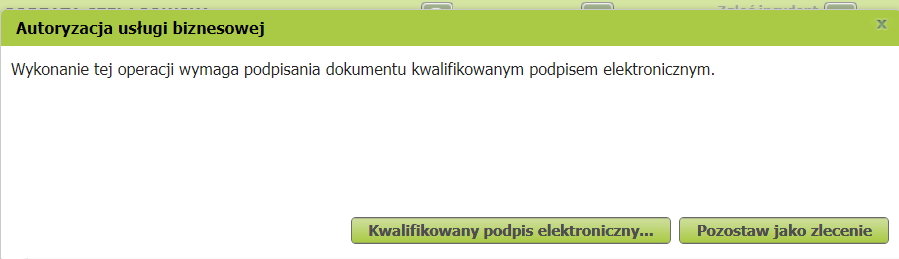 Autoryzacja usługi biznesowej x
Wykonanie tej operacji wymaga podpisania dokumentu kwalifikowanym podpisem elektronicznym.
Kwalifikowany podpis elektroniczny... Pozostaw jako zlecenie